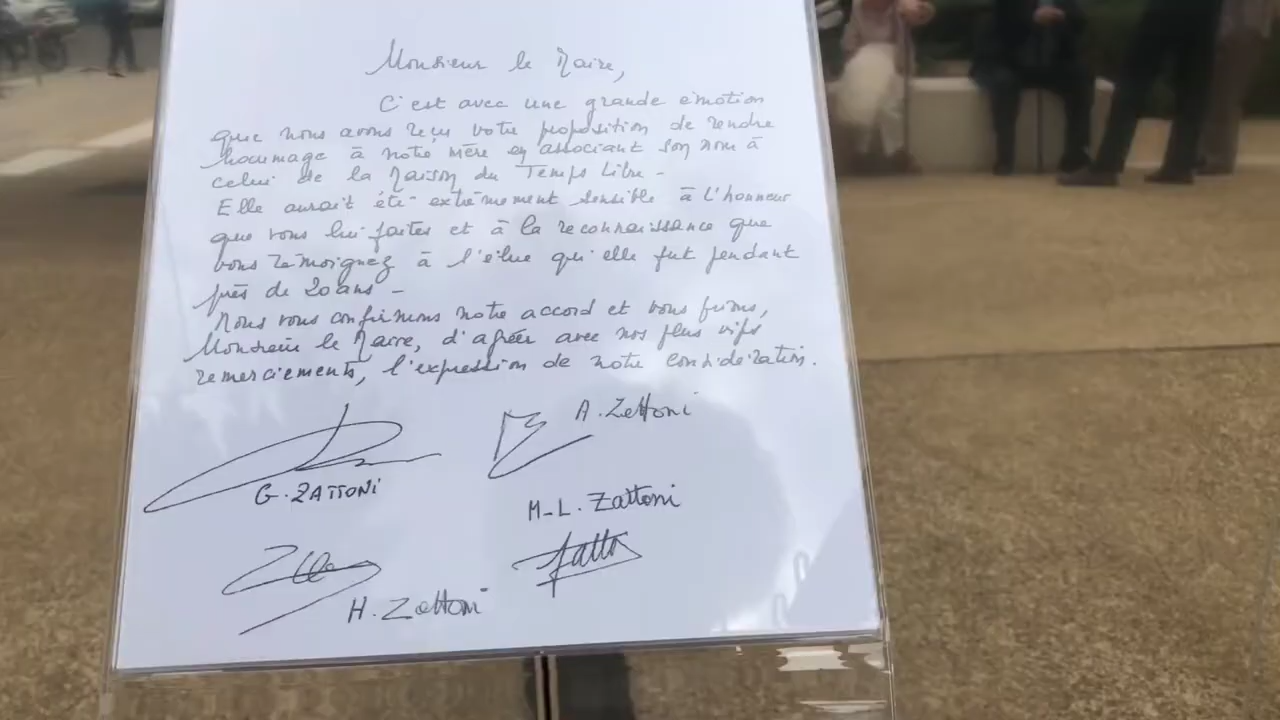 Monsieur le Maire,
C'est avec une grande émotion
que nous avons reçu votre proposition de rendre
hommage à notre mère en associant son nom à
celui de la Maison du Temps Libre -
Elle aurait été extrêmement sensible à l'honneur
que vous lui faites et à la reconnaissance que
vous témoignez à l'élue qu'elle fut pendant
près de 20 ans -
Nous vous confirmons notre accord et vous prions,
Monsieur le Maire, d'agréer avec nos plus vifs
remerciements, l'expression de notre considération.
A. Zattoni
G. ZATTONI
M-L. Zattoni
H. Zattoni